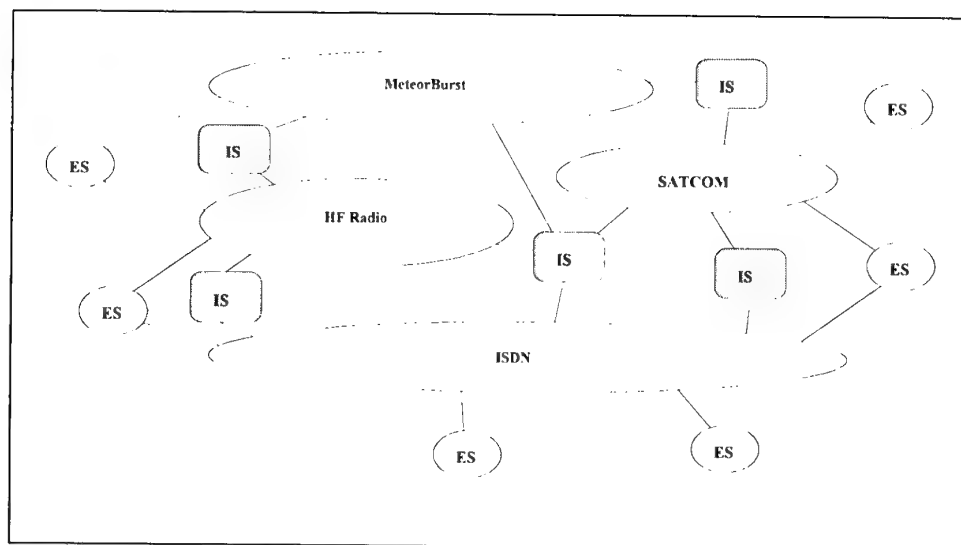 MeteorBurst
IS
ES
IS
ES
SATCOM
HF Radio
IS
ES
IS
IS
ES
ISDN
ES
ES